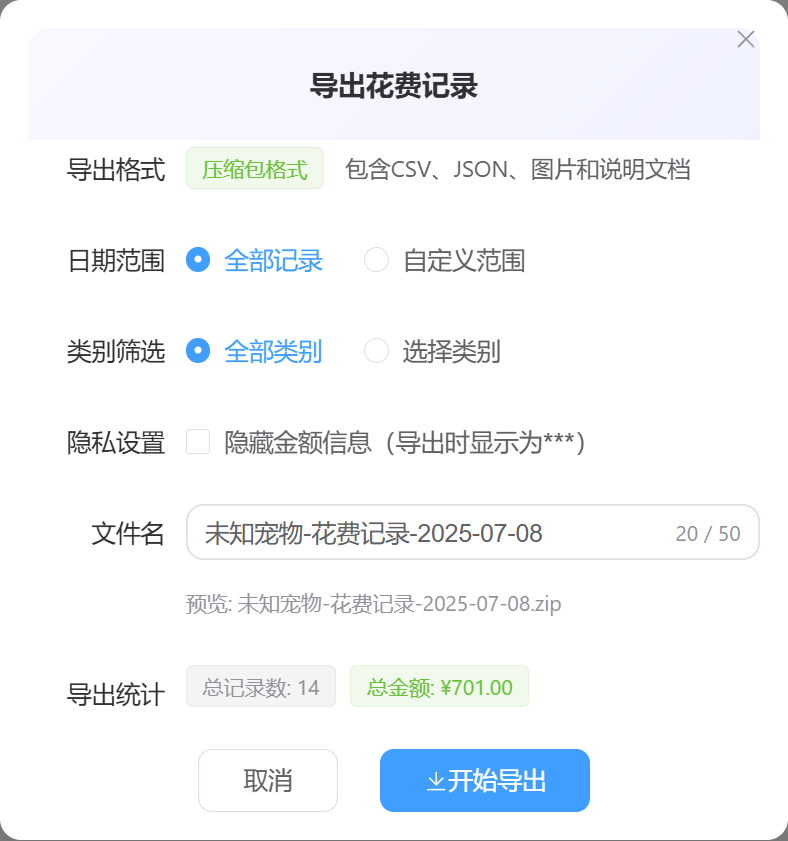 导出花费记录
导出格式 压缩包格式 包含CSV、JSON、图片和说明文档
日期范围 全部记录 自定义范围
类别筛选 全部类别 选择类别
隐私设置 隐藏金额信息（导出时显示为***）
文件名 未知宠物-花费记录-2025-07-08 20 / 50
预览: 未知宠物-花费记录-2025-07-08.zip
导出统计 总记录数: 14 总金额: ¥701.00
取消 开始导出